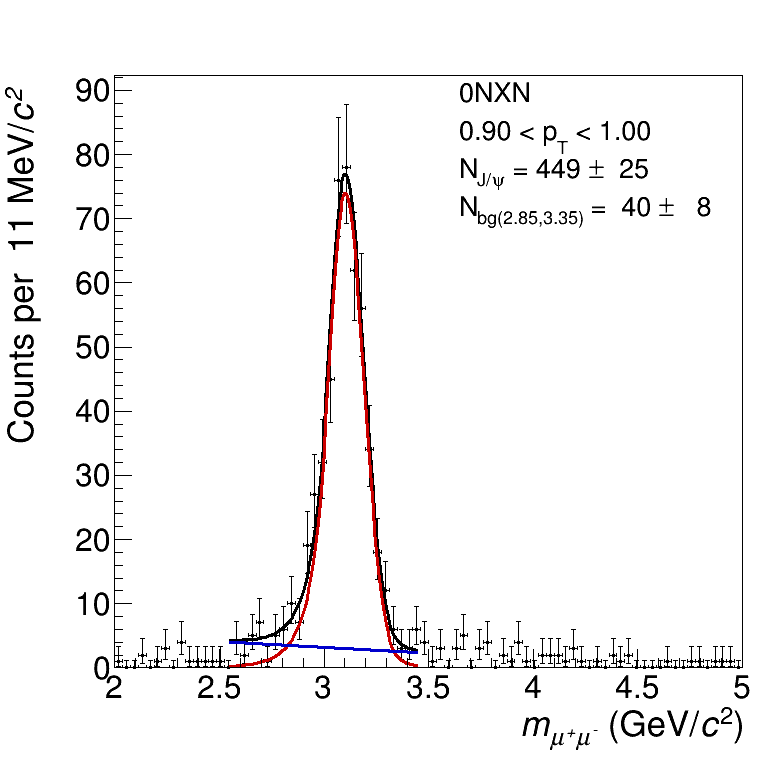 Counts per 11 MeV/c²
90
80
70
60
50
40
30
20
10
0
0NXN
0.90 < p_T < 1.00
N_J/ψ = 449 ± 25
N_bg(2.85,3.35) = 40 ± 8
2 2.5 3 3.5 4 4.5 5
m_μ⁺μ⁻ (GeV/c²)